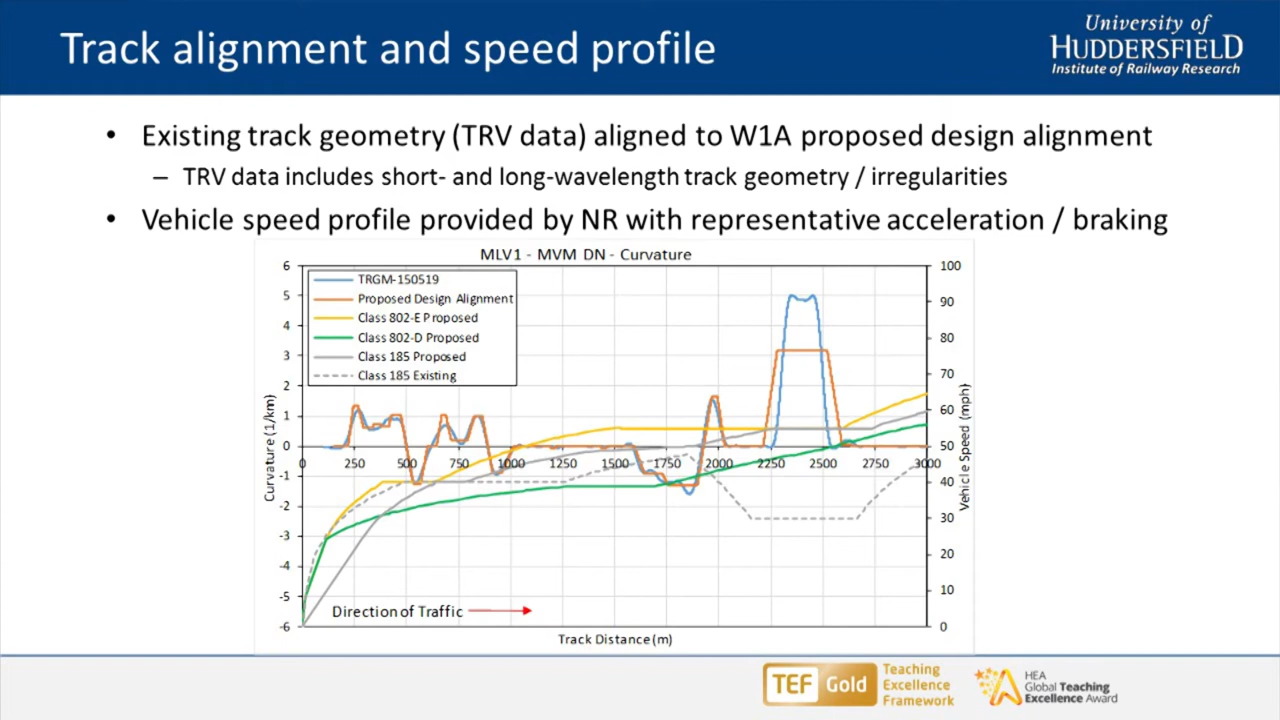 Track alignment and speed profile
University of
HUDDERSFIELD
Institute of Railway Research
• Existing track geometry (TRV data) aligned to W1A proposed design alignment
– TRV data includes short- and long-wavelength track geometry / irregularities
• Vehicle speed profile provided by NR with representative acceleration / braking
MLV1 - MVM DN - Curvature
TRGM-150519
Proposed Design Alignment
Class 802-E Proposed
Class 802-D Proposed
Class 185 Proposed
Class 185 Existing
Curvature (1/km)
6
5
4
3
2
1
0
-1
-2
-3
-4
-5
-6
0 250 500 750 1000 1250 1500 1750 2000 2250 2500 2750 3000
100
90
80
70
60
50
40
30
20
10
0
Vehicle Speed (mph)
Direction of Traffic
Track Distance (m)
TEF Gold
Teaching
Excellence
Framework
HEA
Global Teaching
Excellence Award